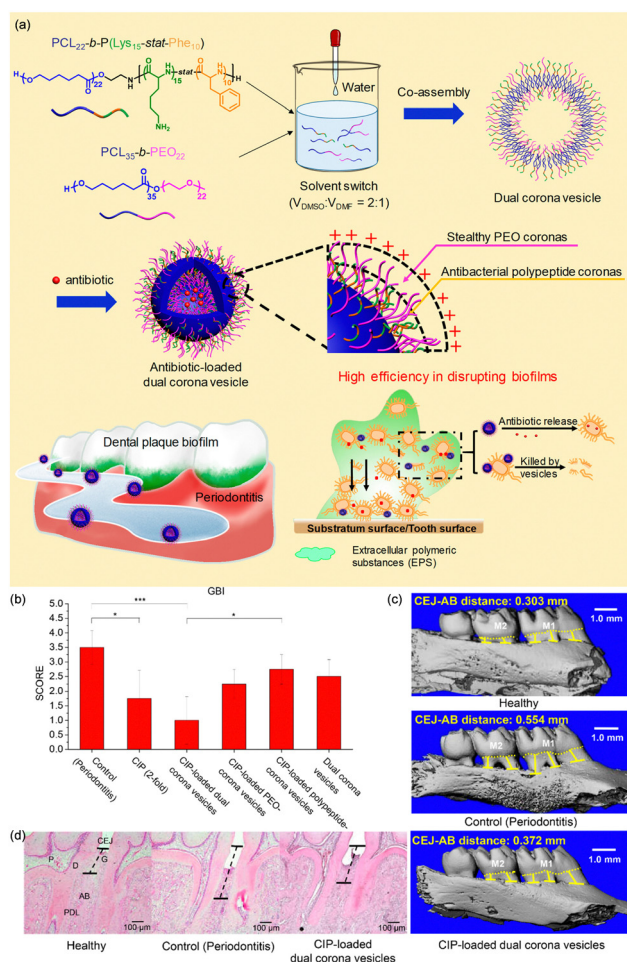 (a)
PCL22-b-P(Lys15-stat-Phe10)
H
O
O
22
O
N
H
O
H
N
15
stat
O
H
N
10
H
NH2
PCL35-b-PEO22
H
O
O
35
O
22
Water
Solvent switch
(VDMSO:VDMF = 2:1)
Co-assembly
Dual corona vesicle
antibiotic
Antibiotic-loaded
dual corona vesicle
Stealthy PEO coronas
Antibacterial polypeptide coronas
High efficiency in disrupting biofilms
Dental plaque biofilm
Periodontitis
Antibiotic release
Killed by
vesicles
Substratum surface/Tooth surface
Extracellular polymeric
substances (EPS)
(b)
GBI
SCORE
5.0
4.5
4.0
3.5
3.0
2.5
2.0
1.5
1.0
0.5
0.0
***
*
*
Control
(Periodontitis)
CIP (2-fold)
CIP-loaded dual
corona vesicles
CIP-loaded PEO-
corona vesicles
CIP-loaded polypeptide-
corona vesicles
Dual corona
vesicles
(c)
CEJ-AB distance: 0.303 mm
M2
M1
1.0 mm
Healthy
CEJ-AB distance: 0.554 mm
M2
M1
1.0 mm
Control (Periodontitis)
CEJ-AB distance: 0.372 mm
M2
M1
1.0 mm
CIP-loaded dual corona vesicles
(d)
CEJ
P
D
G
AB
PDL
100 μm
100 μm
100 μm
Healthy
Control (Periodontitis)
CIP-loaded
dual corona vesicles